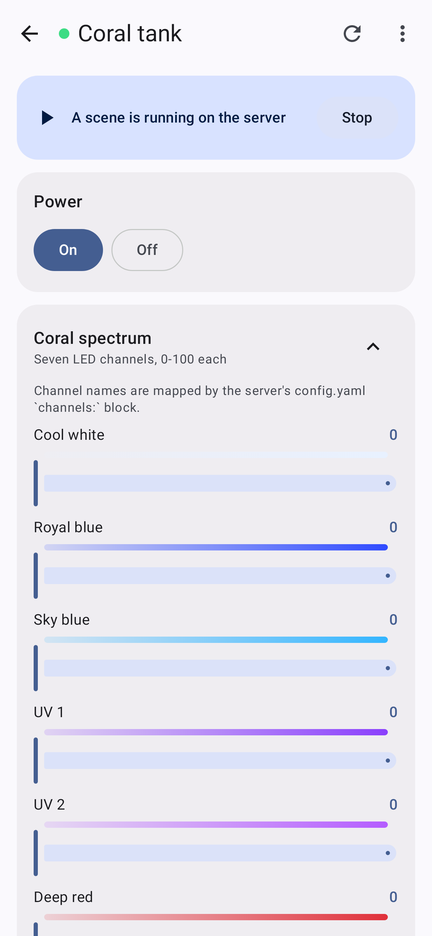 Coral tank
A scene is running on the server
Stop
Power
On
Off
Coral spectrum
Seven LED channels, 0-100 each
Channel names are mapped by the server's config.yaml
`channels:` block.
Cool white
0
Royal blue
0
Sky blue
0
UV 1
0
UV 2
0
Deep red
0